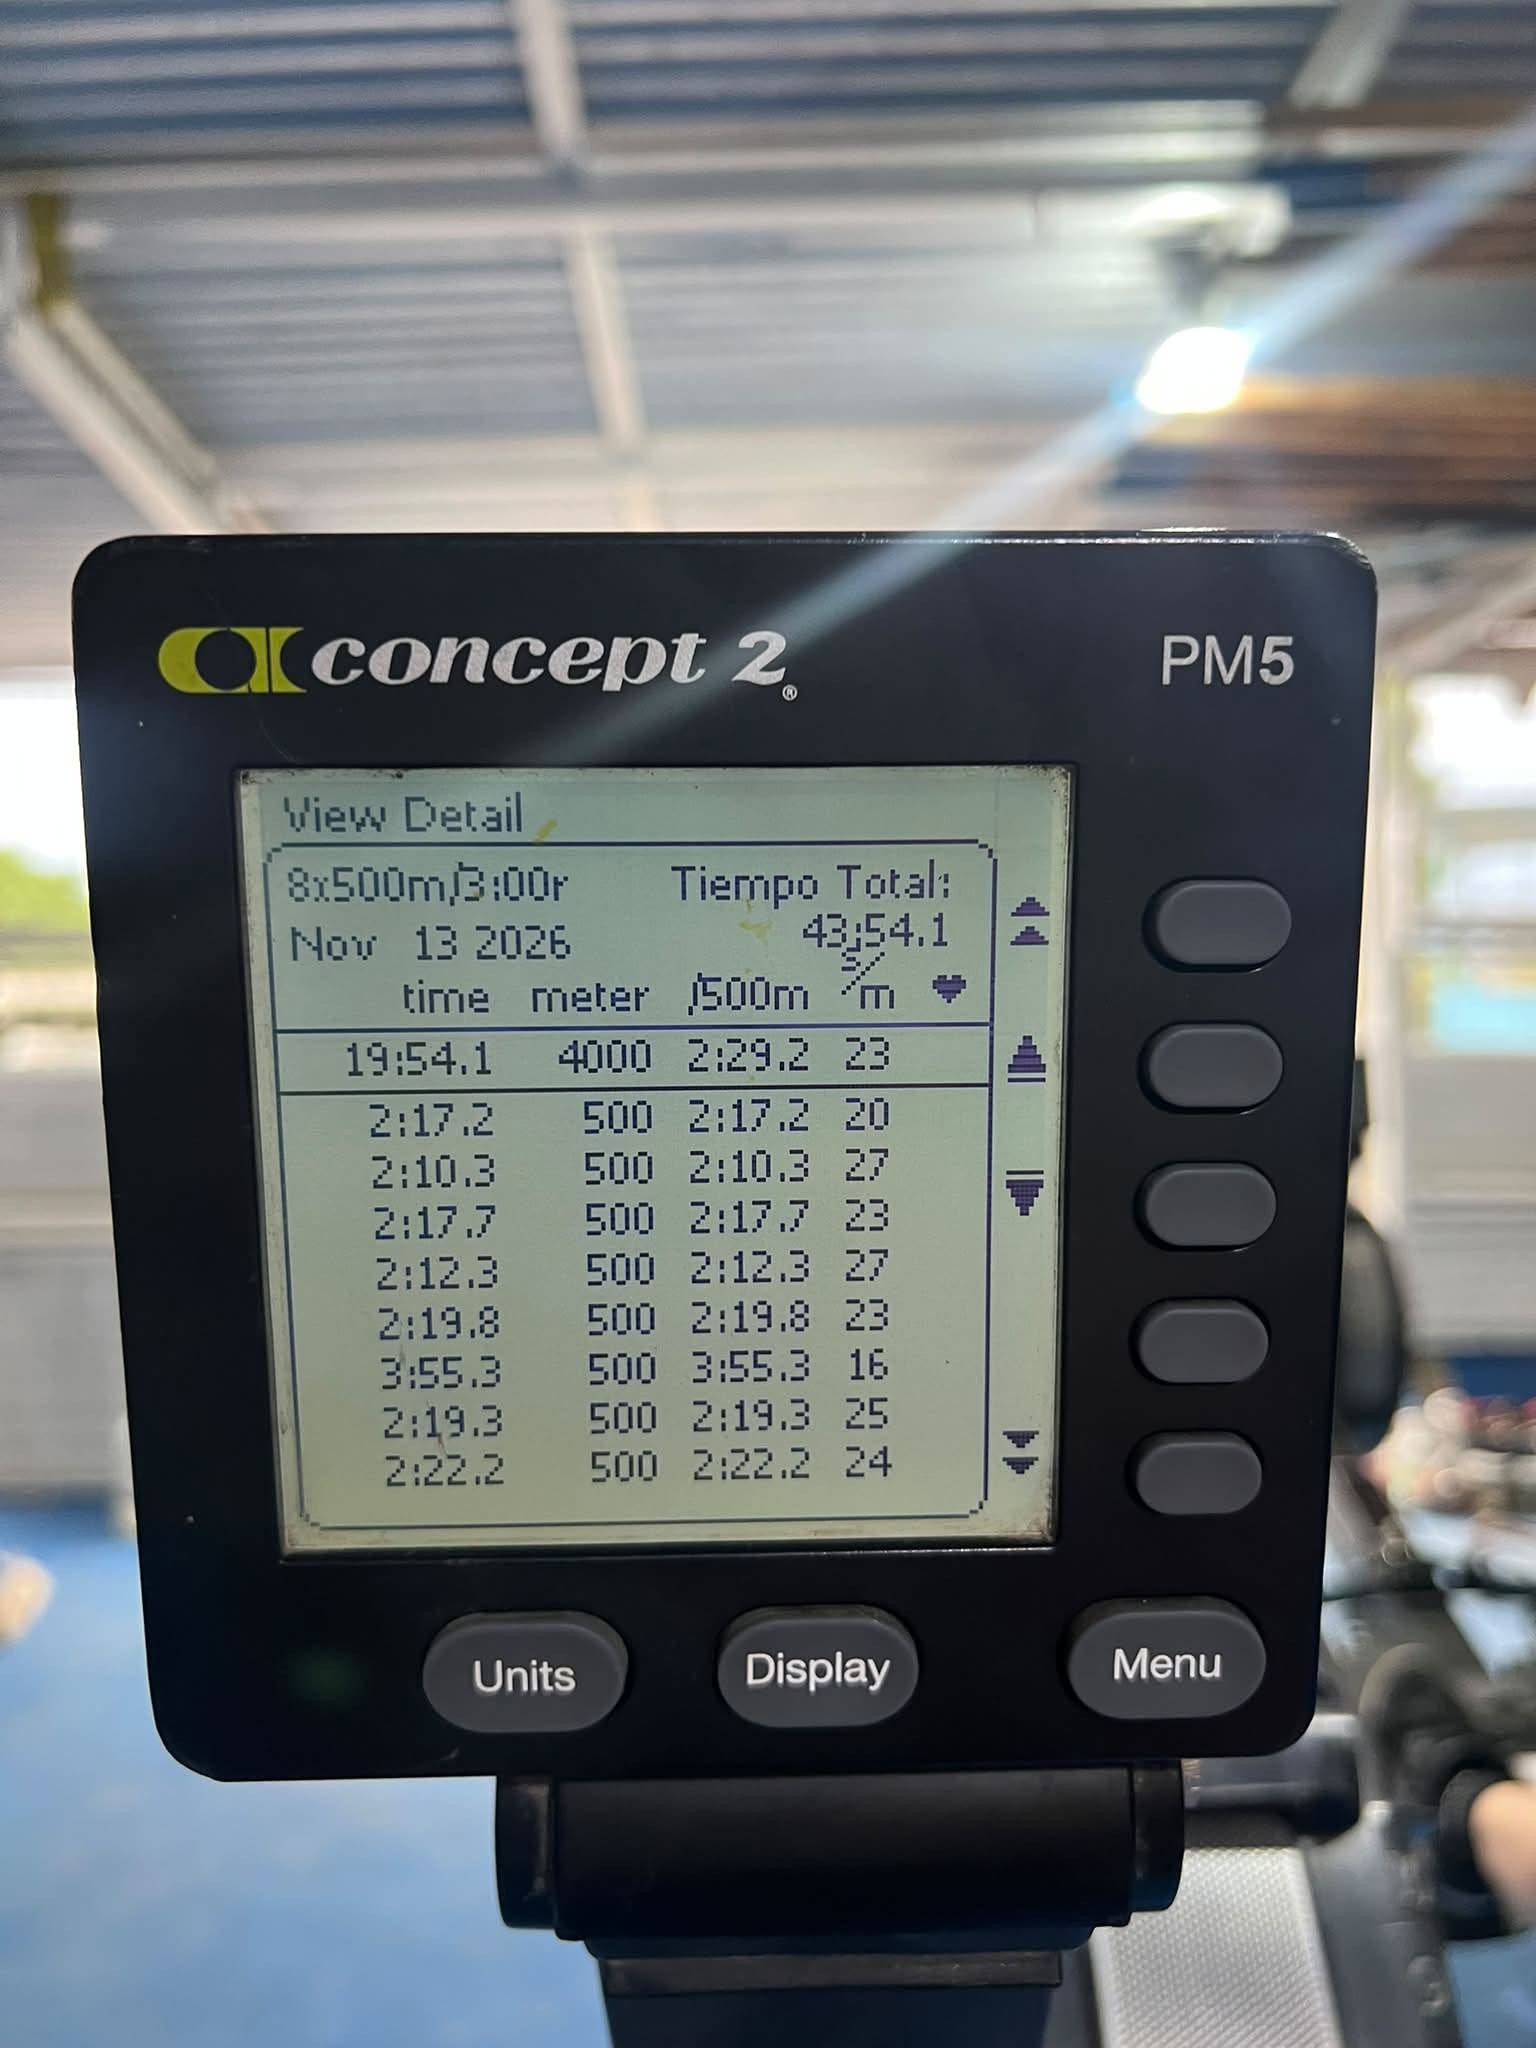 concept 2®
PM5
View Detail
8x500m/3:00r Tiempo Total:
Nov 13 2026 43:54.1
time meter /500m s/m ♥
19:54.1 4000 2:29.2 23
2:17.2 500 2:17.2 20
2:10.3 500 2:10.3 27
2:17.7 500 2:17.7 23
2:12.3 500 2:12.3 27
2:19.8 500 2:19.8 23
3:55.3 500 3:55.3 16
2:19.3 500 2:19.3 25
2:22.2 500 2:22.2 24
Units Display Menu